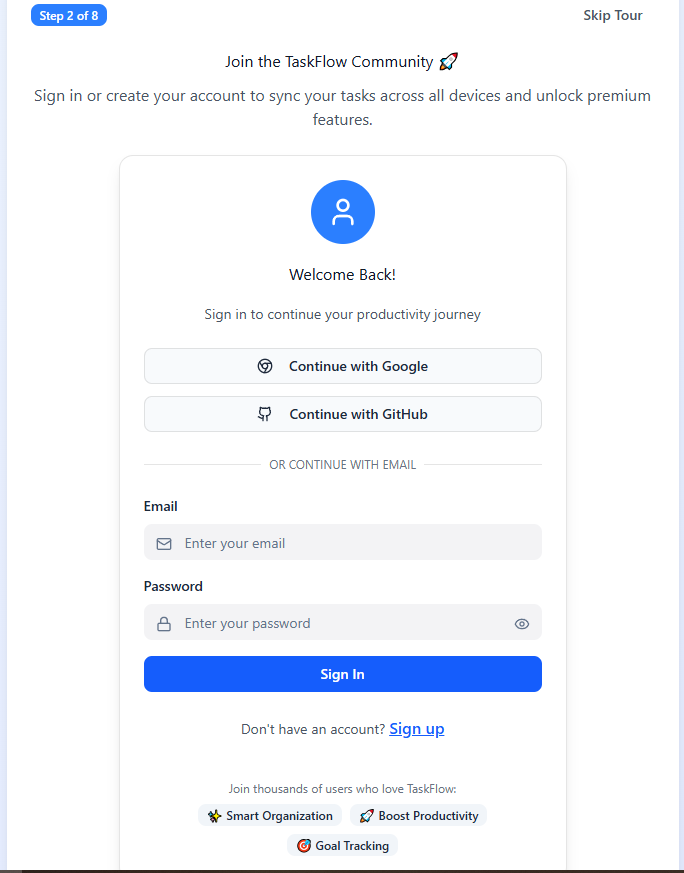 Step 2 of 8
Skip Tour
Join the TaskFlow Community 🚀
Sign in or create your account to sync your tasks across all devices and unlock premium
features.
Welcome Back!
Sign in to continue your productivity journey
Continue with Google
Continue with GitHub
OR CONTINUE WITH EMAIL
Email
Enter your email
Password
Enter your password
Sign In
Don't have an account? Sign up
Join thousands of users who love TaskFlow:
✨ Smart Organization
🚀 Boost Productivity
🎯 Goal Tracking